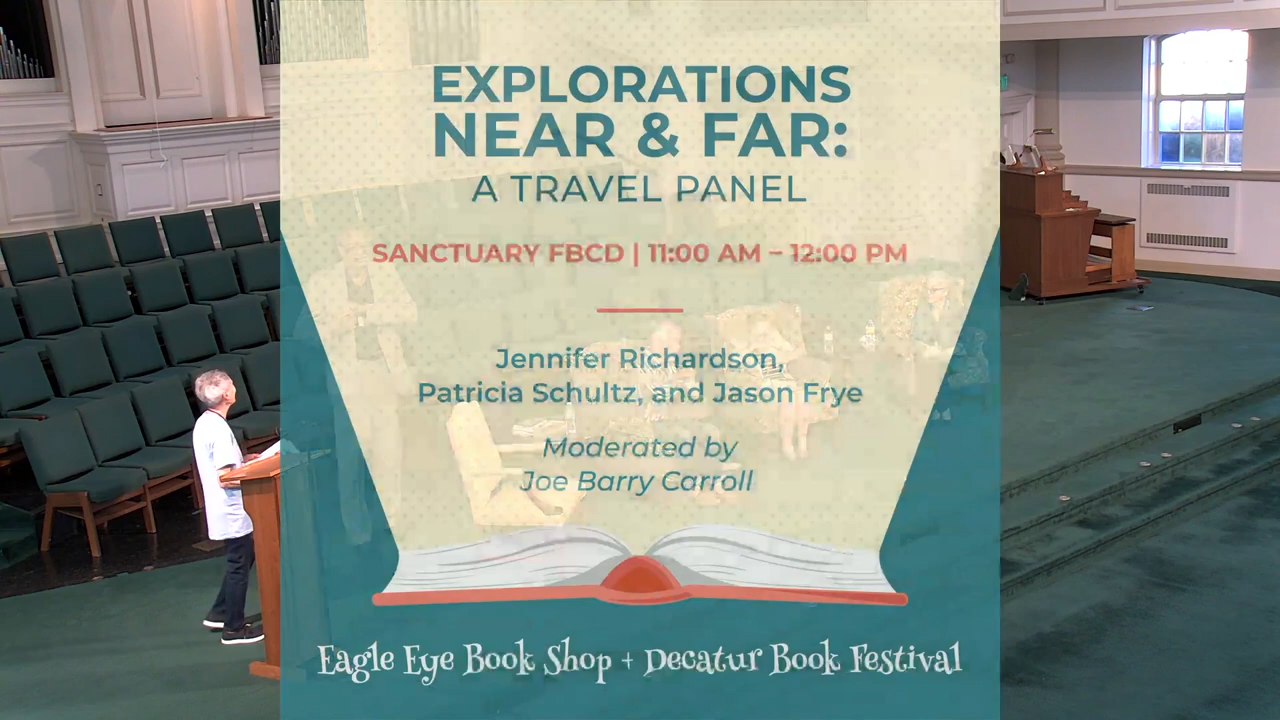 EXPLORATIONS
NEAR & FAR:
A TRAVEL PANEL
SANCTUARY FBCD | 11:00 AM – 12:00 PM
Jennifer Richardson,
Patricia Schultz, and Jason Frye
Moderated by
Joe Barry Carroll
Eagle Eye Book Shop + Decatur Book Festival